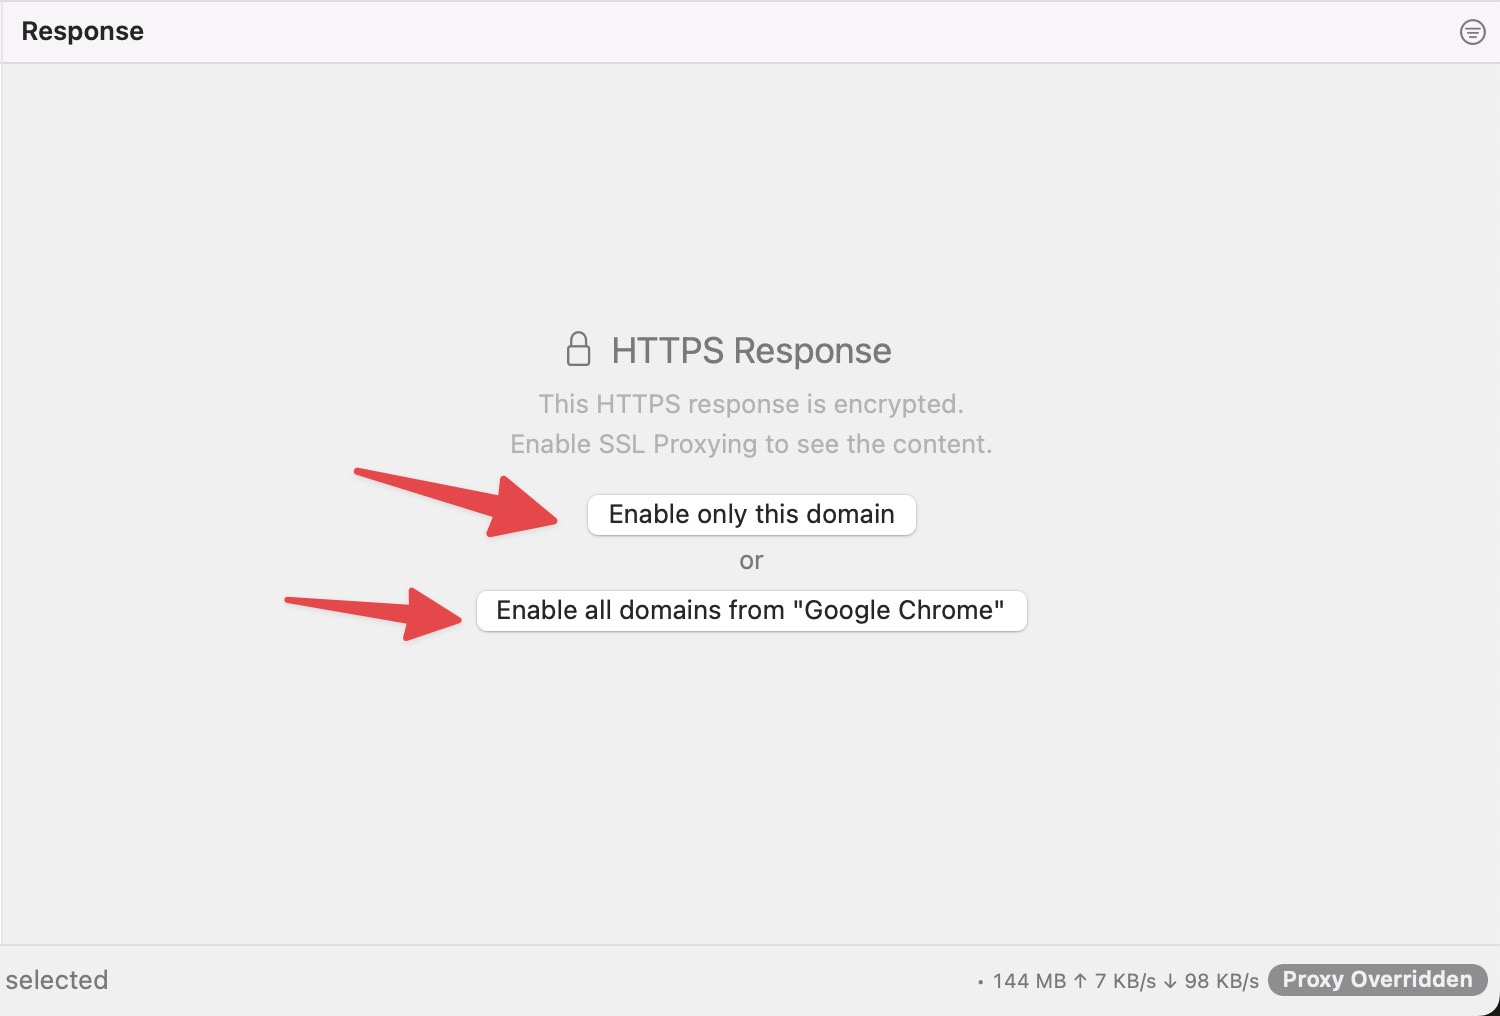 Response
HTTPS Response
This HTTPS response is encrypted.
Enable SSL Proxying to see the content.
Enable only this domain
or
Enable all domains from "Google Chrome"
selected
• 144 MB ↑ 7 KB/s ↓ 98 KB/s
Proxy Overridden